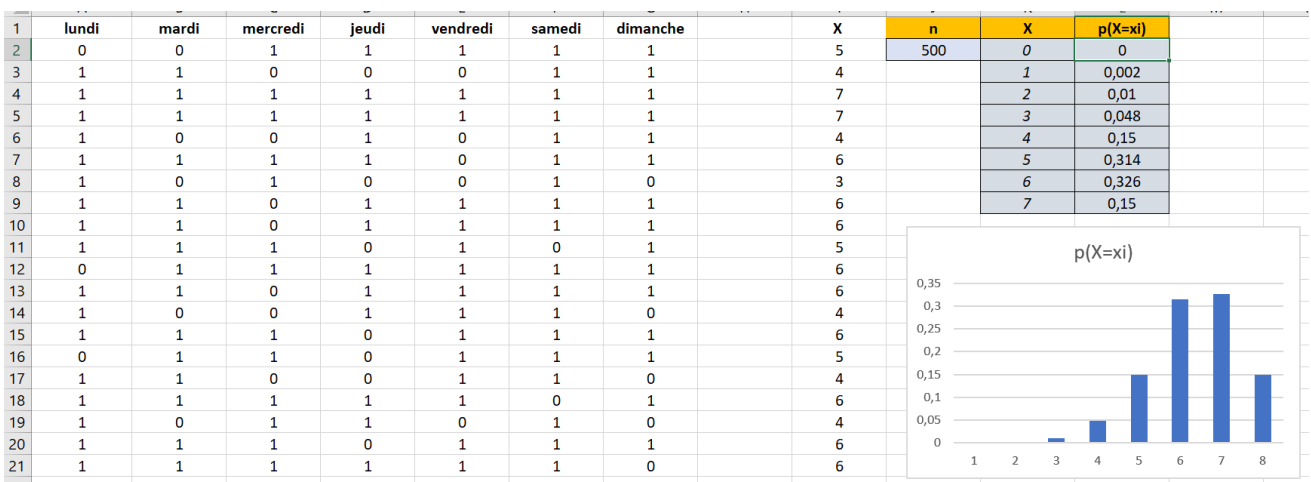 1 lundi mardi mercredi jeudi vendredi samedi dimanche X n X p(X=xi)
2 0 0 1 1 1 1 1 5 500 0 0
3 1 1 0 0 0 1 1 4 1 0,002
4 1 1 1 1 1 1 1 7 2 0,01
5 1 1 1 1 1 1 1 7 3 0,048
6 1 0 0 1 0 1 1 4 4 0,15
7 1 1 1 1 0 1 1 6 5 0,314
8 1 0 1 0 0 1 0 3 6 0,326
9 1 1 0 1 1 1 1 6 7 0,15
10 1 1 0 1 1 1 1 6
11 1 1 1 0 1 0 1 5
12 0 1 1 1 1 1 1 6
13 1 1 0 1 1 1 1 6
14 1 0 0 1 1 1 0 4
15 1 1 1 0 1 1 1 6
16 0 1 1 0 1 1 1 5
17 1 1 0 0 1 1 0 4
18 1 1 1 1 1 0 1 6
19 1 0 1 1 0 1 0 4
20 1 1 1 0 1 1 1 6
21 1 1 1 1 1 1 0 6
p(X=xi)
0,35
0,3
0,25
0,2
0,15
0,1
0,05
0
1 2 3 4 5 6 7 8